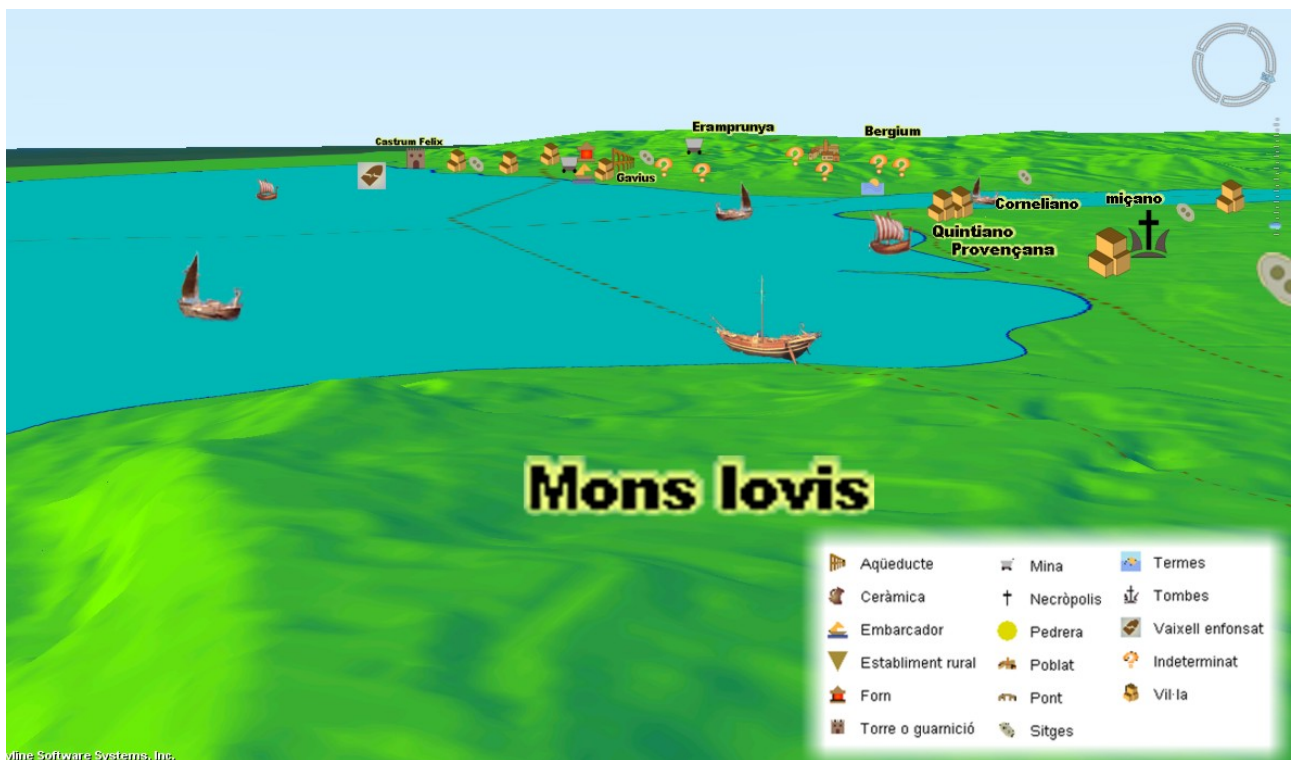 Eramprunya
Bergium
Castrum Felix
Gavius
miçano
Corneliano
Quintiano
Provençana
Mons Iovis
Aqüeducte
Ceràmica
Embarcador
Establiment rural
Forn
Torre o guarnició
Mina
Necròpolis
Pedrera
Poblat
Pont
Sitges
Termes
Tombes
Vaixell enfonsat
Indeterminat
Vil·la
yline Software Systems, Inc.